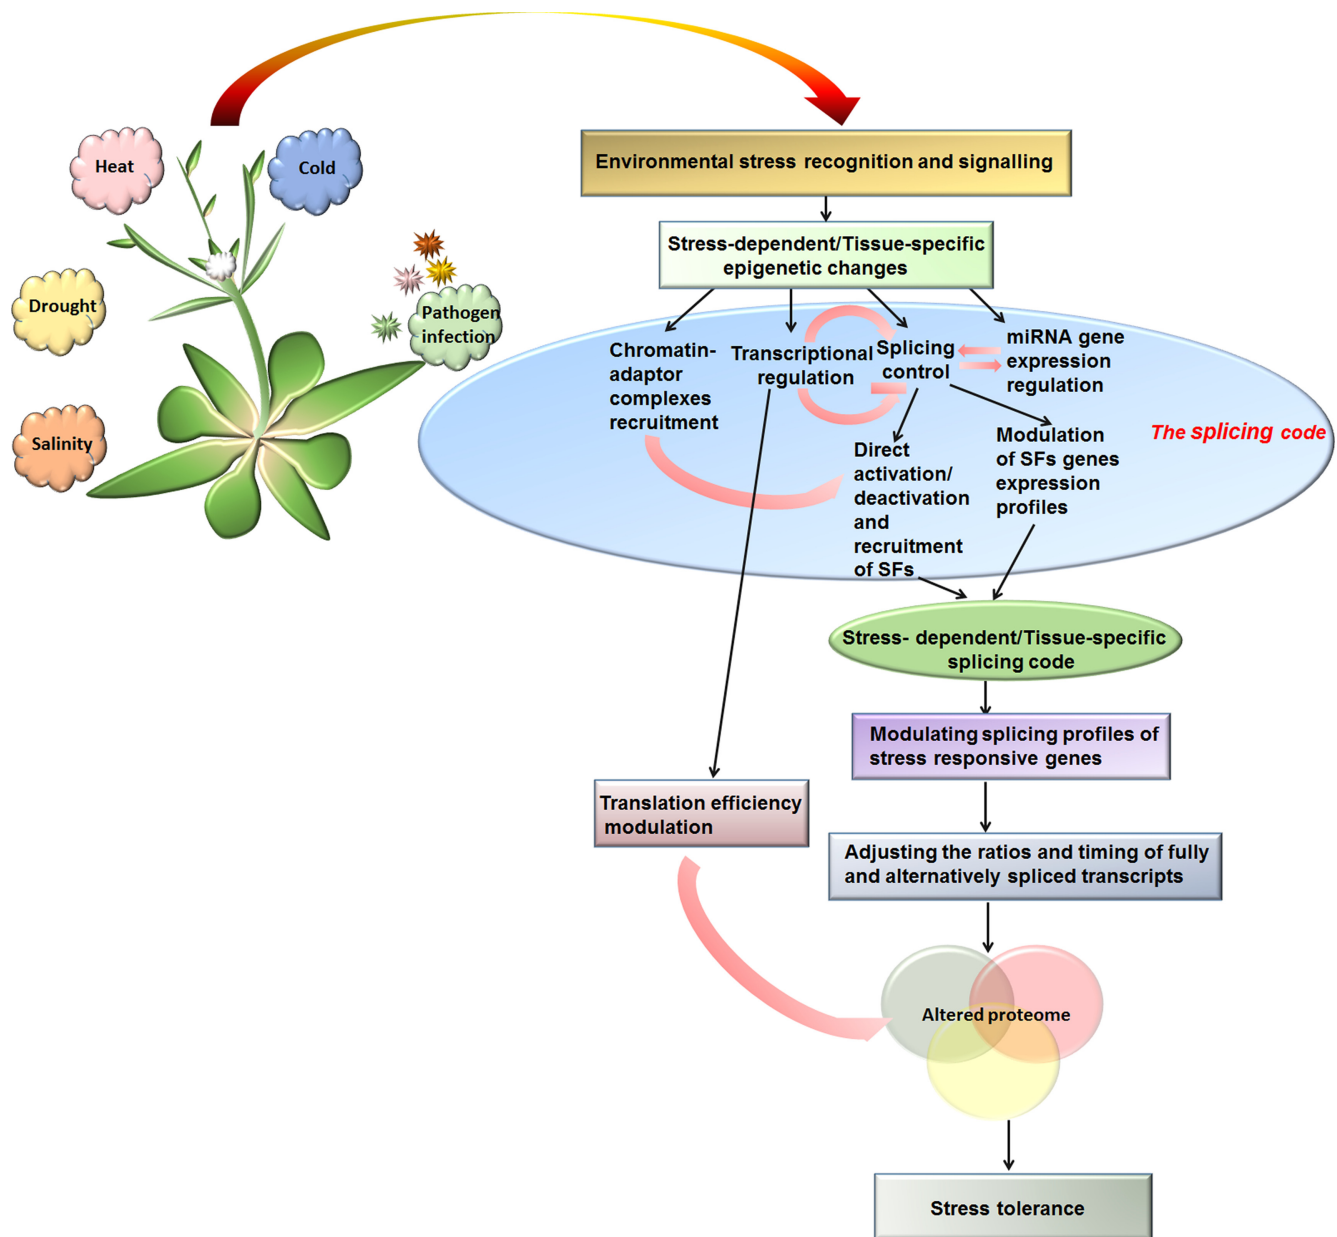 Heat
Cold
Drought
Pathogen
infection
Salinity
Environmental stress recognition and signalling
Stress-dependent/Tissue-specific
epigenetic changes
Chromatin-
adaptor
complexes
recruitment
Transcriptional
regulation
Splicing
control
miRNA gene
expression
regulation
The splicing code
Direct
activation/
deactivation
and
recruitment
of SFs
Modulation
of SFs genes
expression
profiles
Stress- dependent/Tissue-specific
splicing code
Modulating splicing profiles of
stress responsive genes
Translation efficiency
modulation
Adjusting the ratios and timing of fully
and alternatively spliced transcripts
Altered proteome
Stress tolerance